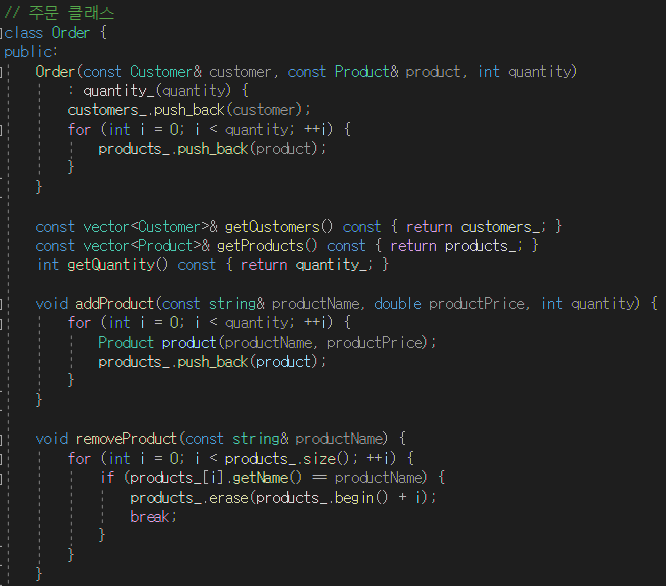 // 주문 클래스
class Order {
public:
    Order(const Customer& customer, const Product& product, int quantity)
        : quantity_(quantity) {
        customers_.push_back(customer);
        for (int i = 0; i < quantity; ++i) {
            products_.push_back(product);
        }
    }

    const vector<Customer>& getCustomers() const { return customers_; }
    const vector<Product>& getProducts() const { return products_; }
    int getQuantity() const { return quantity_; }

    void addProduct(const string& productName, double productPrice, int quantity) {
        for (int i = 0; i < quantity; ++i) {
            Product product(productName, productPrice);
            products_.push_back(product);
        }
    }

    void removeProduct(const string& productName) {
        for (int i = 0; i < products_.size(); ++i) {
            if (products_[i].getName() == productName) {
                products_.erase(products_.begin() + i);
                break;
            }
        }
    }